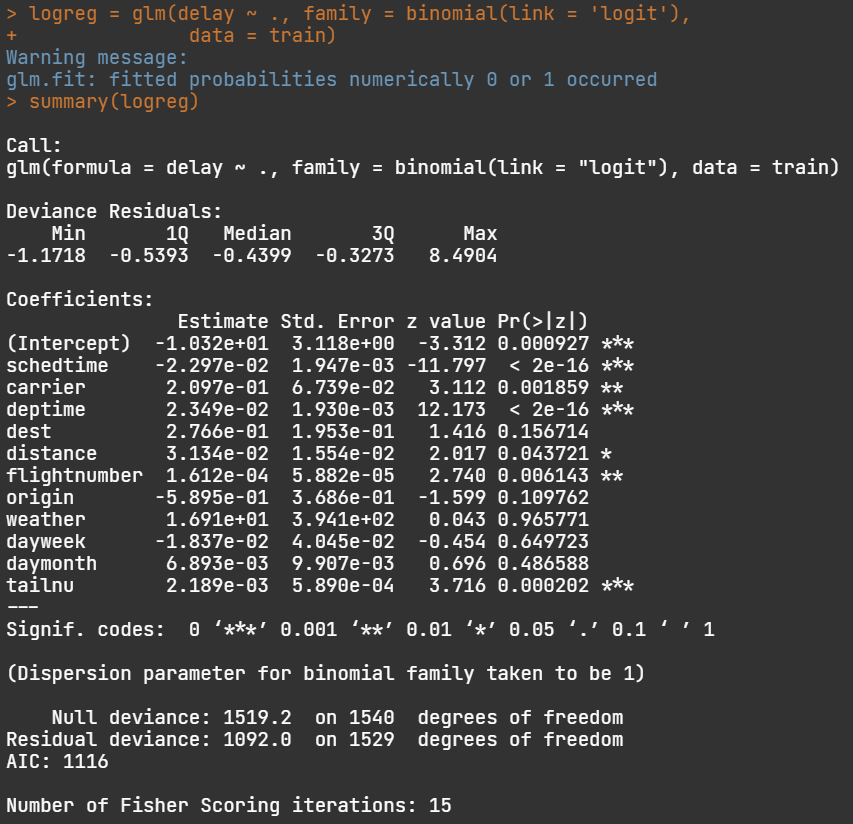 > logreg = glm(delay ~ ., family = binomial(link = 'logit'),
+               data = train)
Warning message:
glm.fit: fitted probabilities numerically 0 or 1 occurred
> summary(logreg)

Call:
glm(formula = delay ~ ., family = binomial(link = "logit"), data = train)

Deviance Residuals:
    Min       1Q   Median       3Q      Max
-1.1718  -0.5393  -0.4399  -0.3273   8.4904

Coefficients:
               Estimate Std. Error z value Pr(>|z|)
(Intercept)  -1.032e+01  3.118e+00  -3.312 0.000927 ***
schedtime    -2.297e-02  1.947e-03 -11.797  < 2e-16 ***
carrier       2.097e-01  6.739e-02   3.112 0.001859 **
deptime       2.349e-02  1.930e-03  12.173  < 2e-16 ***
dest          2.766e-01  1.953e-01   1.416 0.156714
distance      3.134e-02  1.554e-02   2.017 0.043721 *
flightnumber  1.612e-04  5.882e-05   2.740 0.006143 **
origin       -5.895e-01  3.686e-01  -1.599 0.109762
weather       1.691e+01  3.941e+02   0.043 0.965771
dayweek      -1.837e-02  4.045e-02  -0.454 0.649723
daymonth      6.893e-03  9.907e-03   0.696 0.486588
tailnu        2.189e-03  5.890e-04   3.716 0.000202 ***
---
Signif. codes:  0 ‘***’ 0.001 ‘**’ 0.01 ‘*’ 0.05 ‘.’ 0.1 ‘ ’ 1

(Dispersion parameter for binomial family taken to be 1)

    Null deviance: 1519.2  on 1540  degrees of freedom
Residual deviance: 1092.0  on 1529  degrees of freedom
AIC: 1116

Number of Fisher Scoring iterations: 15